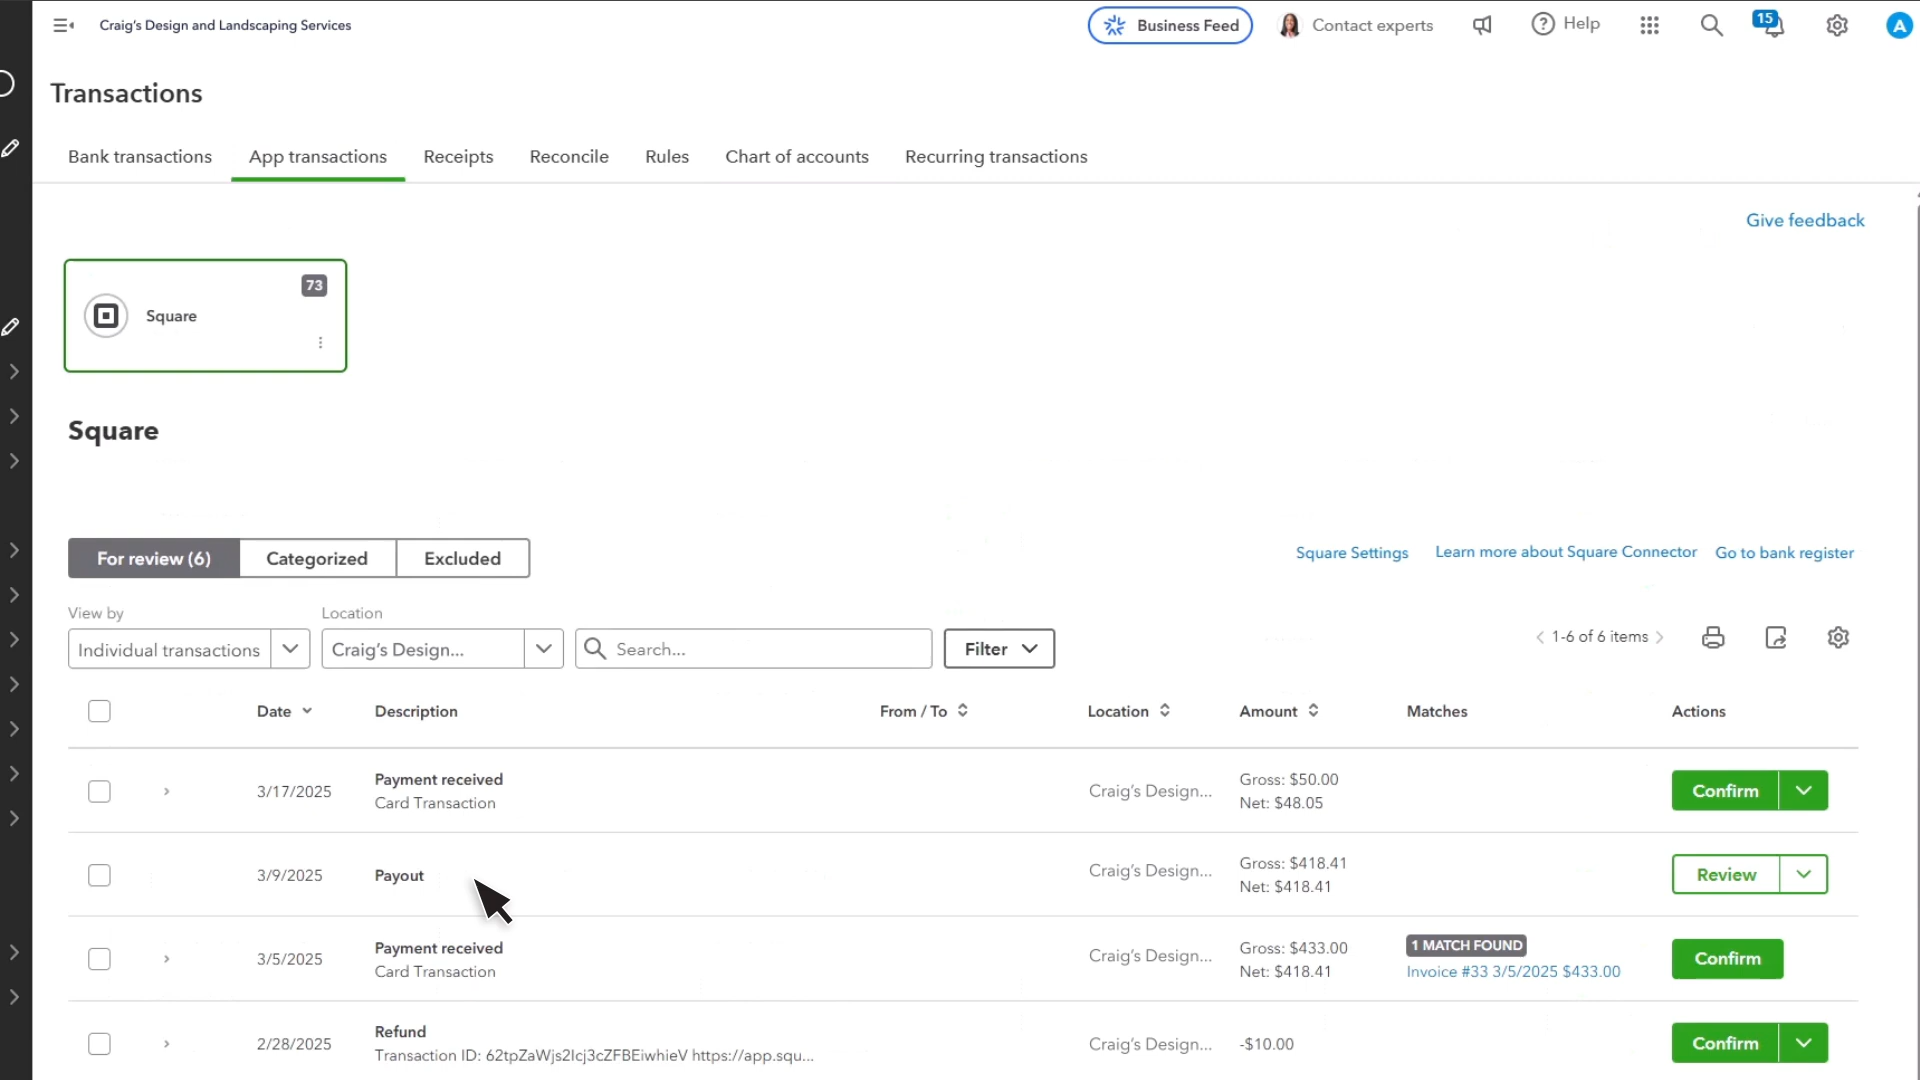 Craig's Design and Landscaping Services
Business Feed
Contact experts
Help
15
A
Transactions
Bank transactions
App transactions
Receipts
Reconcile
Rules
Chart of accounts
Recurring transactions
Give feedback
73
Square
Square
For review (6)
Categorized
Excluded
Square Settings
Learn more about Square Connector
Go to bank register
View by
Location
Individual transactions
Craig's Design...
Search...
Filter
1-6 of 6 items
Date
Description
From / To
Location
Amount
Matches
Actions
3/17/2025
Payment received
Card Transaction
Craig's Design...
Gross: $50.00
Net: $48.05
Confirm
3/9/2025
Payout
Craig's Design...
Gross: $418.41
Net: $418.41
Review
3/5/2025
Payment received
Card Transaction
Craig's Design...
Gross: $433.00
Net: $418.41
1 MATCH FOUND
Invoice #33 3/5/2025 $433.00
Confirm
2/28/2025
Refund
Transaction ID: 62tpZaWjs2Icj3cZFBEiwhieV https://app.squ...
Craig's Design...
-$10.00
Confirm